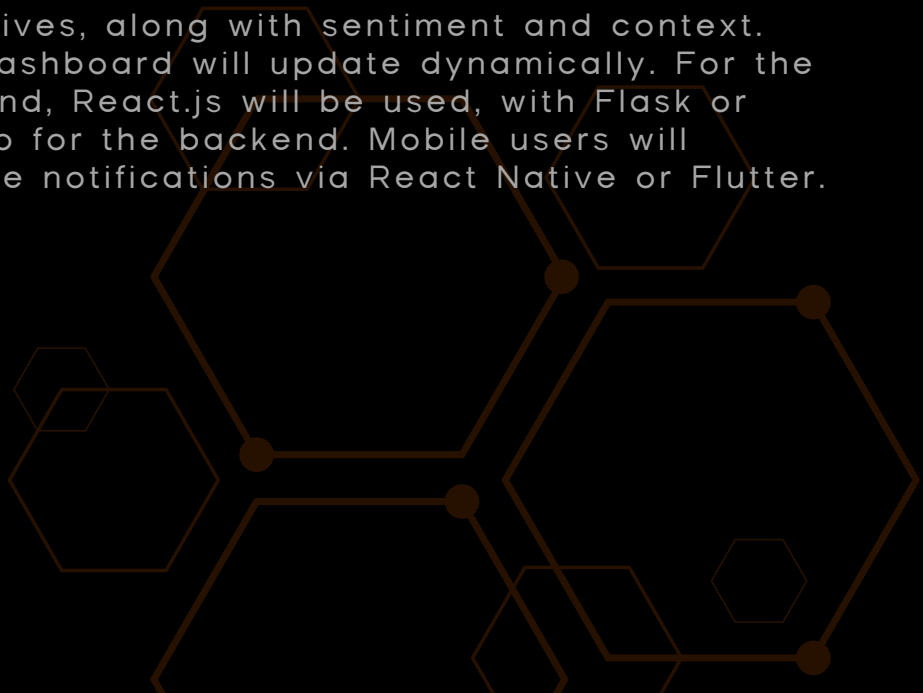 ives, along with sentiment and context.
ashboard will update dynamically. For the
nd, React.js will be used, with Flask or
o for the backend. Mobile users will
e notifications via React Native or Flutter.